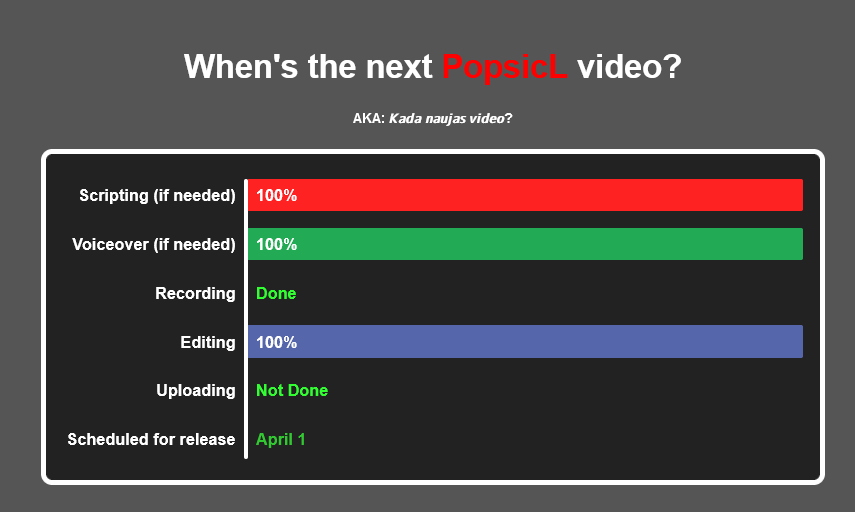 When's the next PopsicL video?
AKA: Kada naujas video?
Scripting (if needed) 100%
Voiceover (if needed) 100%
Recording Done
Editing 100%
Uploading Not Done
Scheduled for release April 1